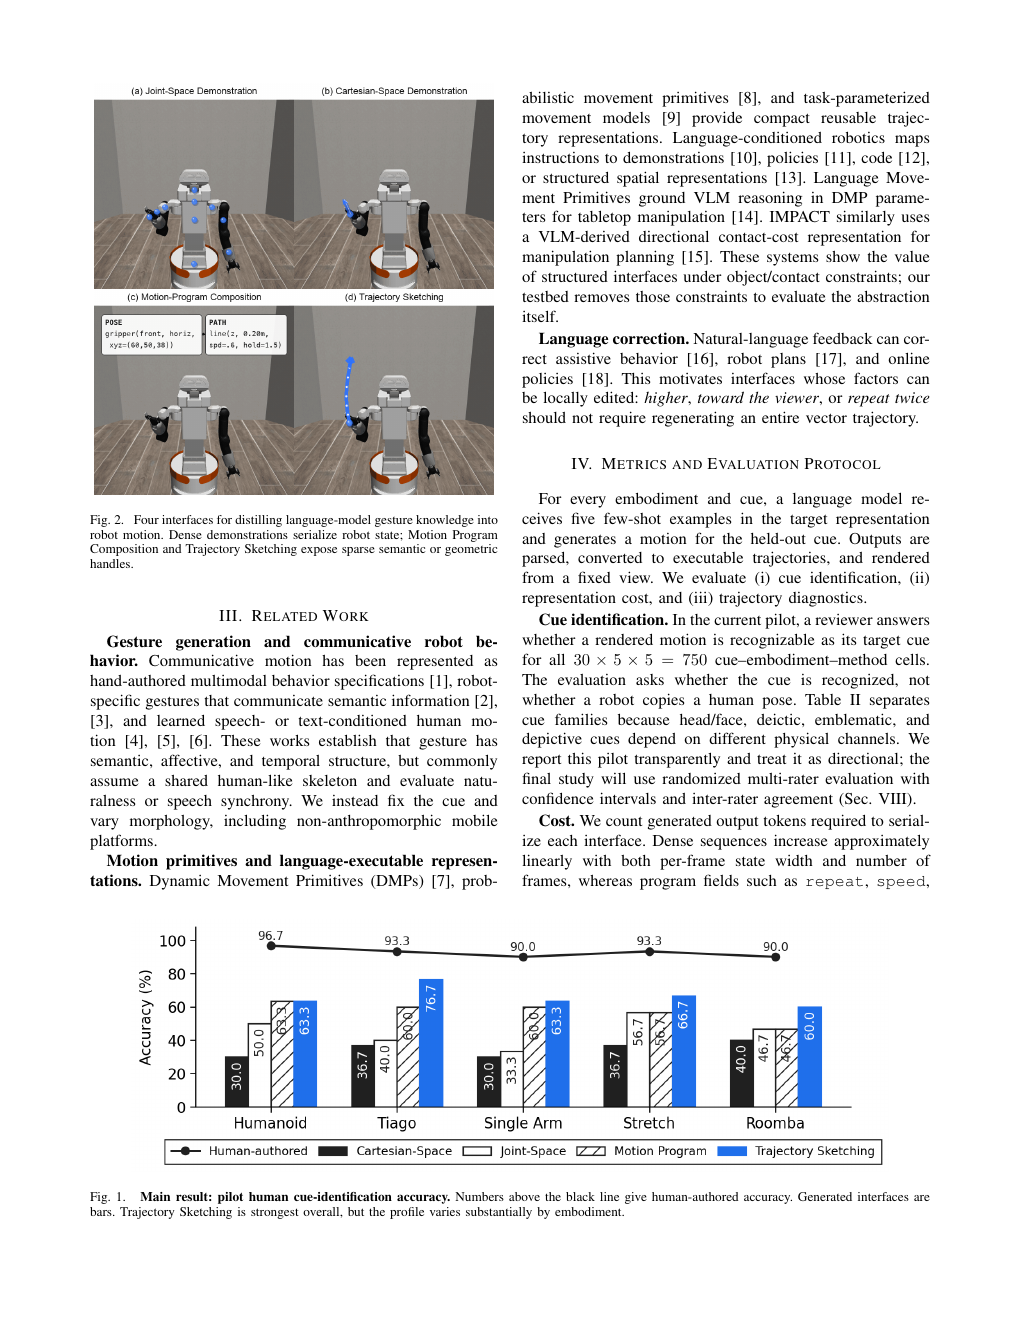 (a) Joint-Space Demonstration
(b) Cartesian-Space Demonstration
(c) Motion-Program Composition
(d) Trajectory Sketching
POSE
gripper(front, horiz,
xyz=(60,50,38))
PATH
line(z, 0.20m,
spd=.6, hold=1.5)
Fig. 2. Four interfaces for distilling language-model gesture knowledge into
robot motion. Dense demonstrations serialize robot state; Motion Program
Composition and Trajectory Sketching expose sparse semantic or geometric
handles.
III. RELATED WORK
Gesture generation and communicative robot be-
havior. Communicative motion has been represented as
hand-authored multimodal behavior specifications [1], robot-
specific gestures that communicate semantic information [2],
[3], and learned speech- or text-conditioned human mo-
tion [4], [5], [6]. These works establish that gesture has
semantic, affective, and temporal structure, but commonly
assume a shared human-like skeleton and evaluate natu-
ralness or speech synchrony. We instead fix the cue and
vary morphology, including non-anthropomorphic mobile
platforms.
Motion primitives and language-executable represen-
tations. Dynamic Movement Primitives (DMPs) [7], prob-
abilistic movement primitives [8], and task-parameterized
movement models [9] provide compact reusable trajec-
tory representations. Language-conditioned robotics maps
instructions to demonstrations [10], policies [11], code [12],
or structured spatial representations [13]. Language Move-
ment Primitives ground VLM reasoning in DMP parame-
ters for tabletop manipulation [14]. IMPACT similarly uses
a VLM-derived directional contact-cost representation for
manipulation planning [15]. These systems show the value
of structured interfaces under object/contact constraints; our
testbed removes those constraints to evaluate the abstraction
itself.
Language correction. Natural-language feedback can cor-
rect assistive behavior [16], robot plans [17], and online
policies [18]. This motivates interfaces whose factors can
be locally edited: higher, toward the viewer, or repeat twice
should not require regenerating an entire vector trajectory.
IV. METRICS AND EVALUATION PROTOCOL
For every embodiment and cue, a language model re-
ceives five few-shot examples in the target representation
and generates a motion for the held-out cue. Outputs are
parsed, converted to executable trajectories, and rendered
from a fixed view. We evaluate (i) cue identification, (ii)
representation cost, and (iii) trajectory diagnostics.
Cue identification. In the current pilot, a reviewer answers
whether a rendered motion is recognizable as its target cue
for all 30 × 5 × 5 = 750 cue–embodiment–method cells.
The evaluation asks whether the cue is recognized, not
whether a robot copies a human pose. Table II separates
cue families because head/face, deictic, emblematic, and
depictive cues depend on different physical channels. We
report this pilot transparently and treat it as directional; the
final study will use randomized multi-rater evaluation with
confidence intervals and inter-rater agreement (Sec. VIII).
Cost. We count generated output tokens required to serial-
ize each interface. Dense sequences increase approximately
linearly with both per-frame state width and number of
frames, whereas program fields such as repeat, speed,
Accuracy (%)
100
80
60
40
20
0
96.7 93.3 90.0 93.3 90.0
30.0 50.0 63.3 63.3
36.7 40.0 60.0 76.7
30.0 33.3 60.0 63.3
36.7 56.7 56.7 66.7
40.0 46.7 46.7 60.0
Humanoid Tiago Single Arm Stretch Roomba
Human-authored Cartesian-Space Joint-Space Motion Program Trajectory Sketching
Fig. 1. Main result: pilot human cue-identification accuracy. Numbers above the black line give human-authored accuracy. Generated interfaces are
bars. Trajectory Sketching is strongest overall, but the profile varies substantially by embodiment.